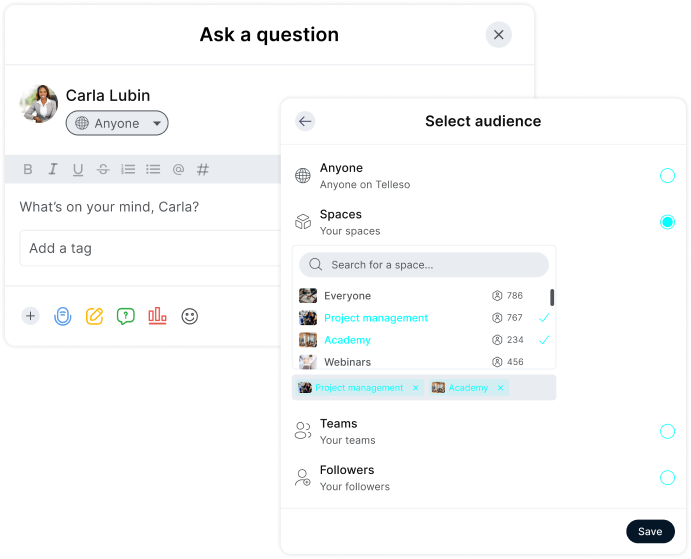 Ask a question
Carla Lubin
Anyone
B I U S @ #
What's on your mind, Carla?
Add a tag
Select audience
Anyone
Anyone on Telleso
Spaces
Your spaces
Search for a space...
Everyone 786
Project management 767
Academy 234
Webinars 456
Project management × Academy ×
Teams
Your teams
Followers
Your followers
Save